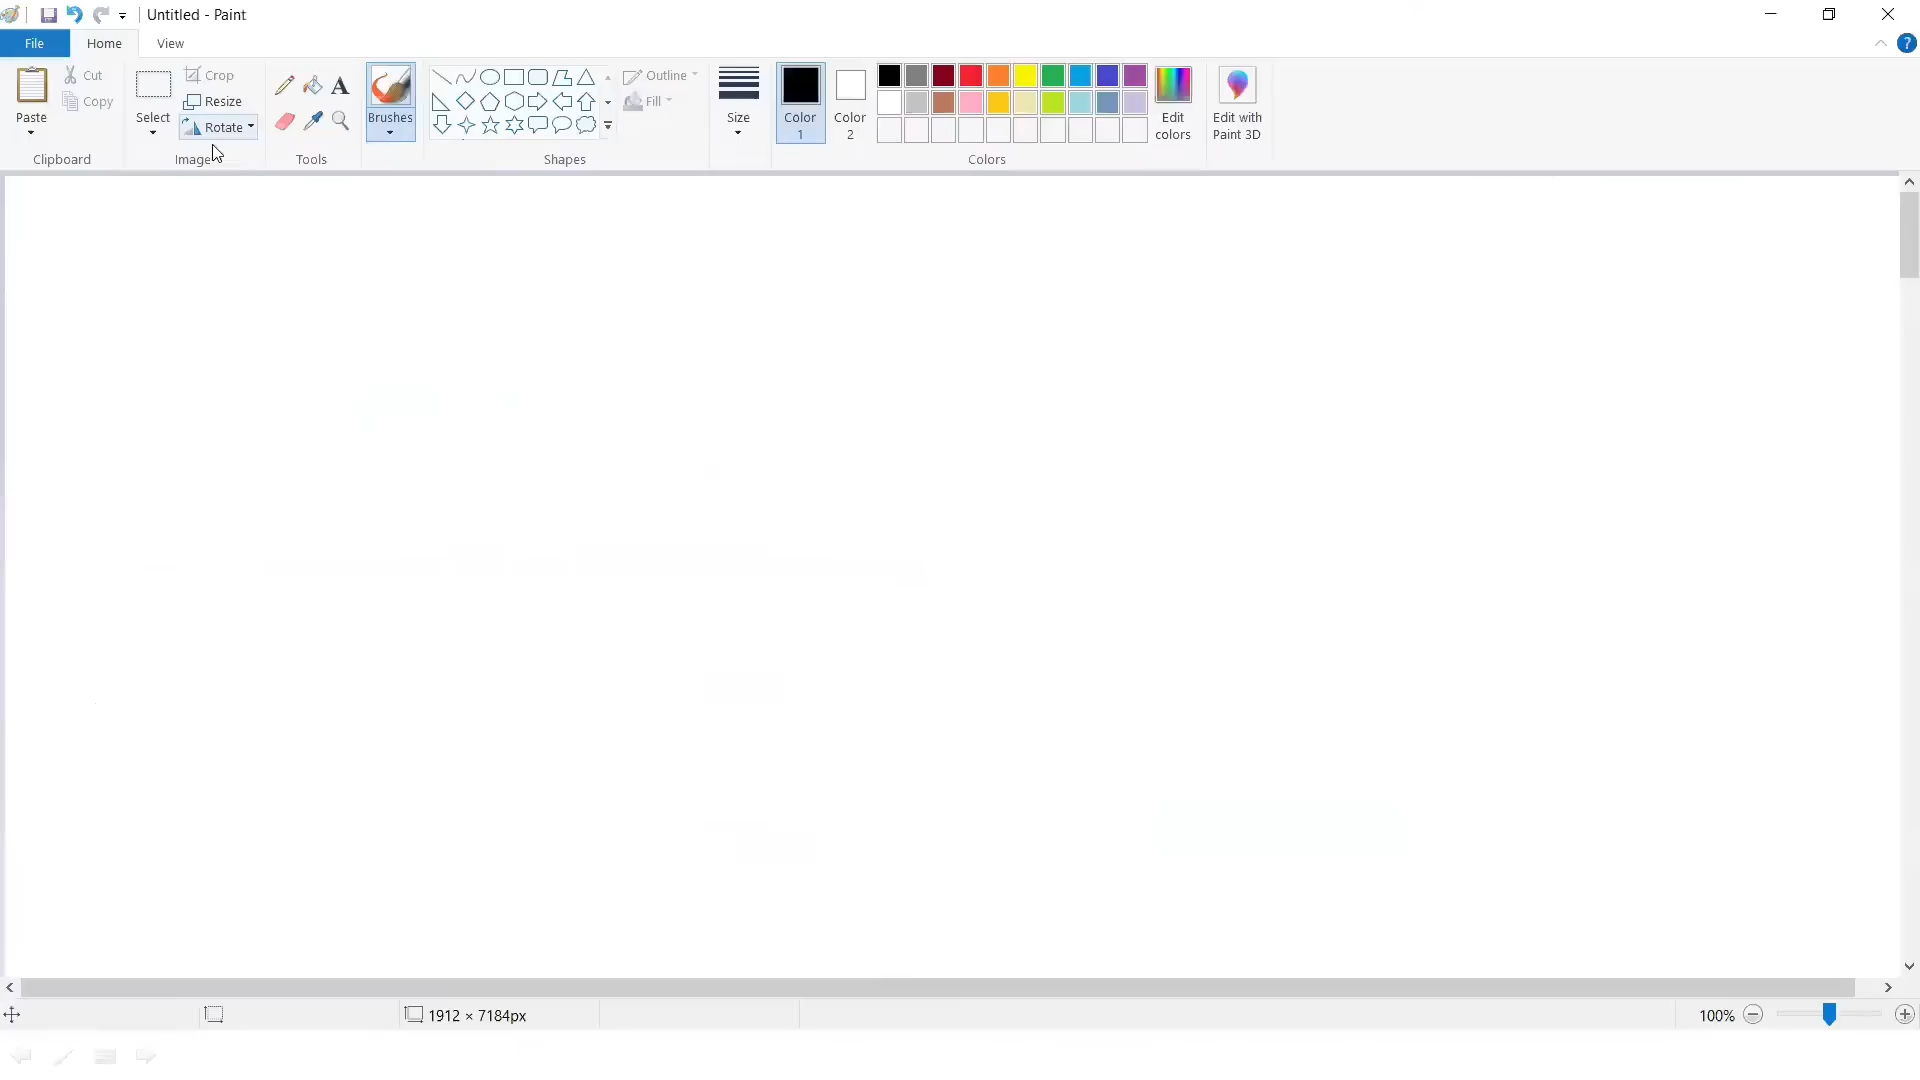 Untitled - Paint
File
Home
View
Paste
Cut
Copy
Clipboard
Select
Crop
Resize
Rotate
Image
Tools
Brushes
Shapes
Outline
Fill
Size
Color
1
Color
2
Colors
Edit
colors
Edit with
Paint 3D
1912 × 7184px
100%